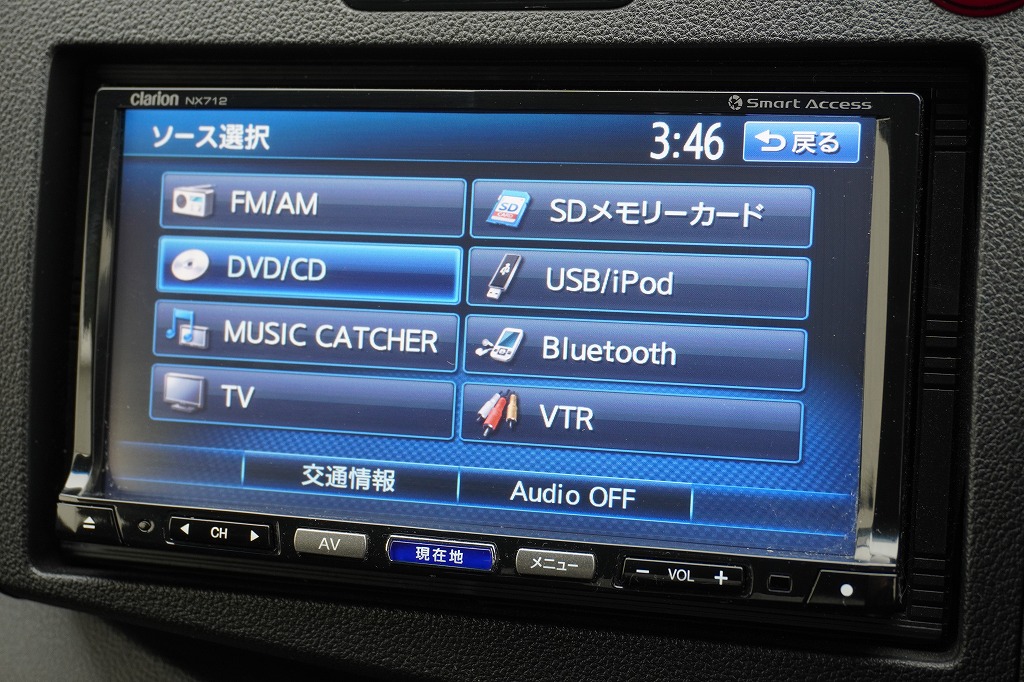 Clarion NX712
Smart Access
ソース選択
3:46
戻る
FM/AM
SDメモリーカード
SD
CARD
DVD/CD
USB/iPod
MUSIC CATCHER
Bluetooth
TV
VTR
交通情報
Audio OFF
CH
AV
現在地
メニュー
− VOL +